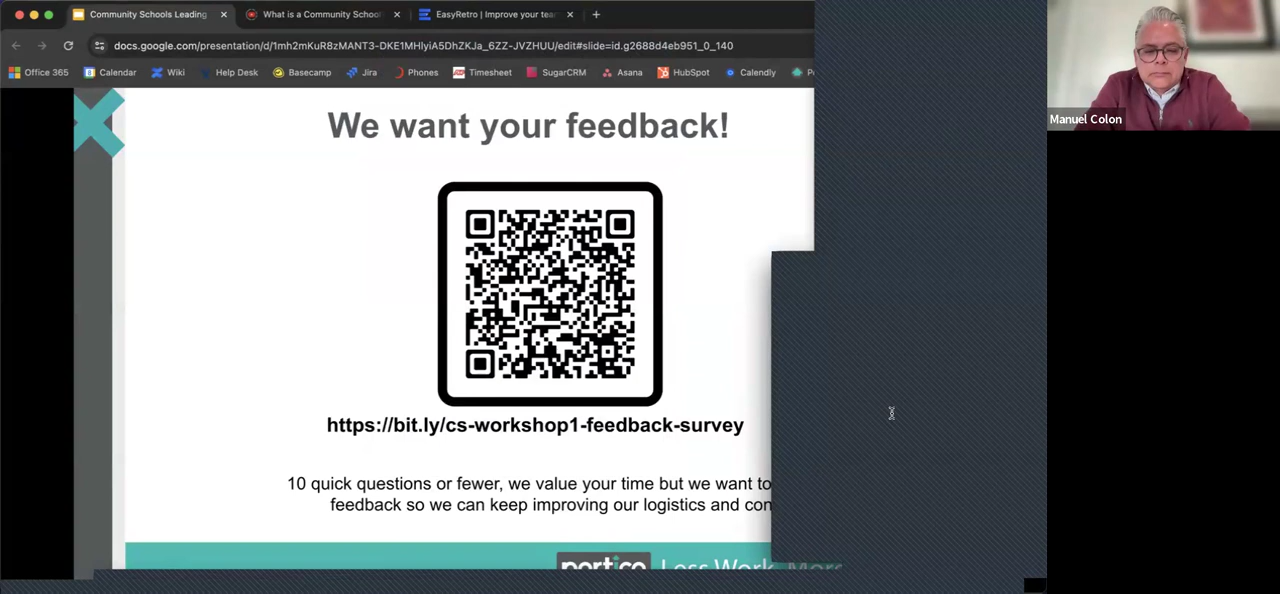 Community Schools Leading
What is a Community School
EasyRetro | Improve your tea
docs.google.com/presentation/d/1mh2mKuR8zMANT3-DKE1MHlyiA5DhZKJa_6ZZ-JVZHUU/edit#slide=id.g2688d4eb951_0_140
Office 365 Calendar Wiki Help Desk Basecamp Jira Phones Timesheet SugarCRM Asana HubSpot Calendly
We want your feedback!
https://bit.ly/cs-workshop1-feedback-survey
10 quick questions or fewer, we value your time but we want to
feedback so we can keep improving our logistics and con
portico Less Work. More
Manuel Colon